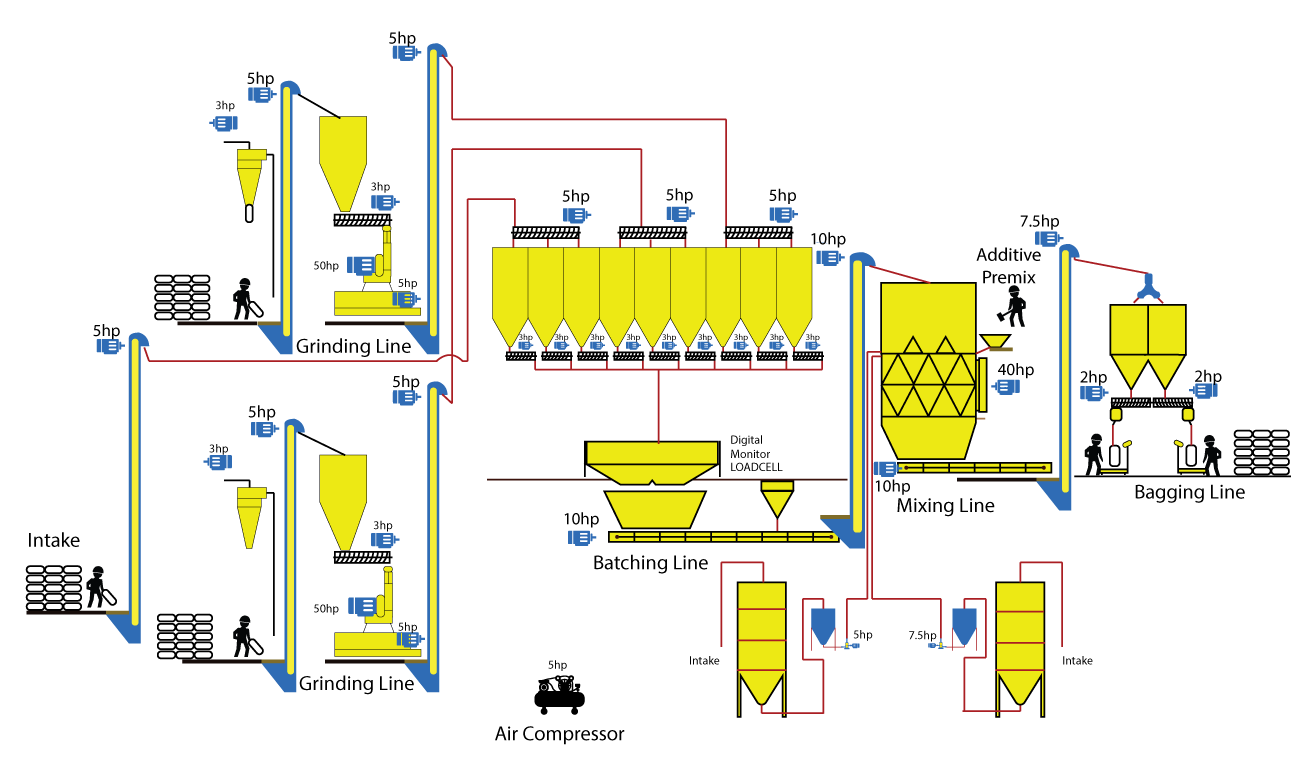 5hp
5hp
3hp
3hp
50hp
5hp
Grinding Line
5hp
5hp
5hp
5hp
3hp
3hp
3hp
3hp
3hp
3hp
3hp
3hp
3hp
10hp
Additive
Premix
7.5hp
40hp
2hp
2hp
10hp
Mixing Line
Bagging Line
5hp
5hp
5hp
3hp
3hp
50hp
5hp
Grinding Line
Intake
Digital
Monitor
LOADCELL
10hp
Batching Line
Intake
5hp
7.5hp
Intake
5hp
Air Compressor